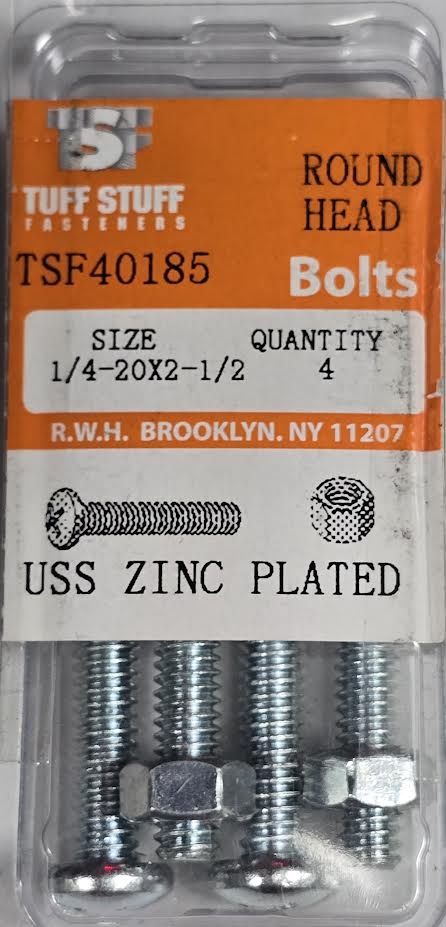 TSF
TUFF STUFF
FASTENERS
ROUND
HEAD
TSF40185
Bolts
SIZE QUANTITY
1/4-20X2-1/2 4
R.W.H. BROOKLYN. NY 11207
USS ZINC PLATED